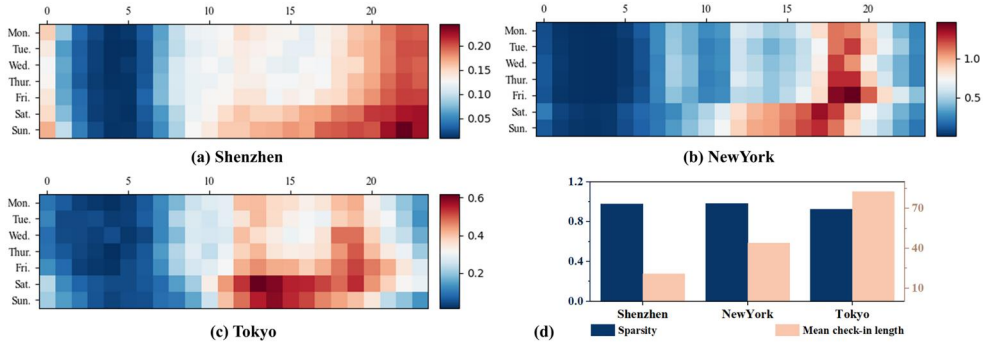 0 5 10 15 20
Mon.
Tue.
Wed.
Thur.
Fri.
Sat.
Sun.
0.20
0.15
0.10
0.05
(a) Shenzhen
0 5 10 15 20
Mon.
Tue.
Wed.
Thur.
Fri.
Sat.
Sun.
1.0
0.5
(b) NewYork
0 5 10 15 20
Mon.
Tue.
Wed.
Thur.
Fri.
Sat.
Sun.
0.6
0.4
0.2
(c) Tokyo
1.2
0.8
0.4
0.0
70
40
10
Shenzhen NewYork Tokyo
(d) Sparsity Mean check-in length